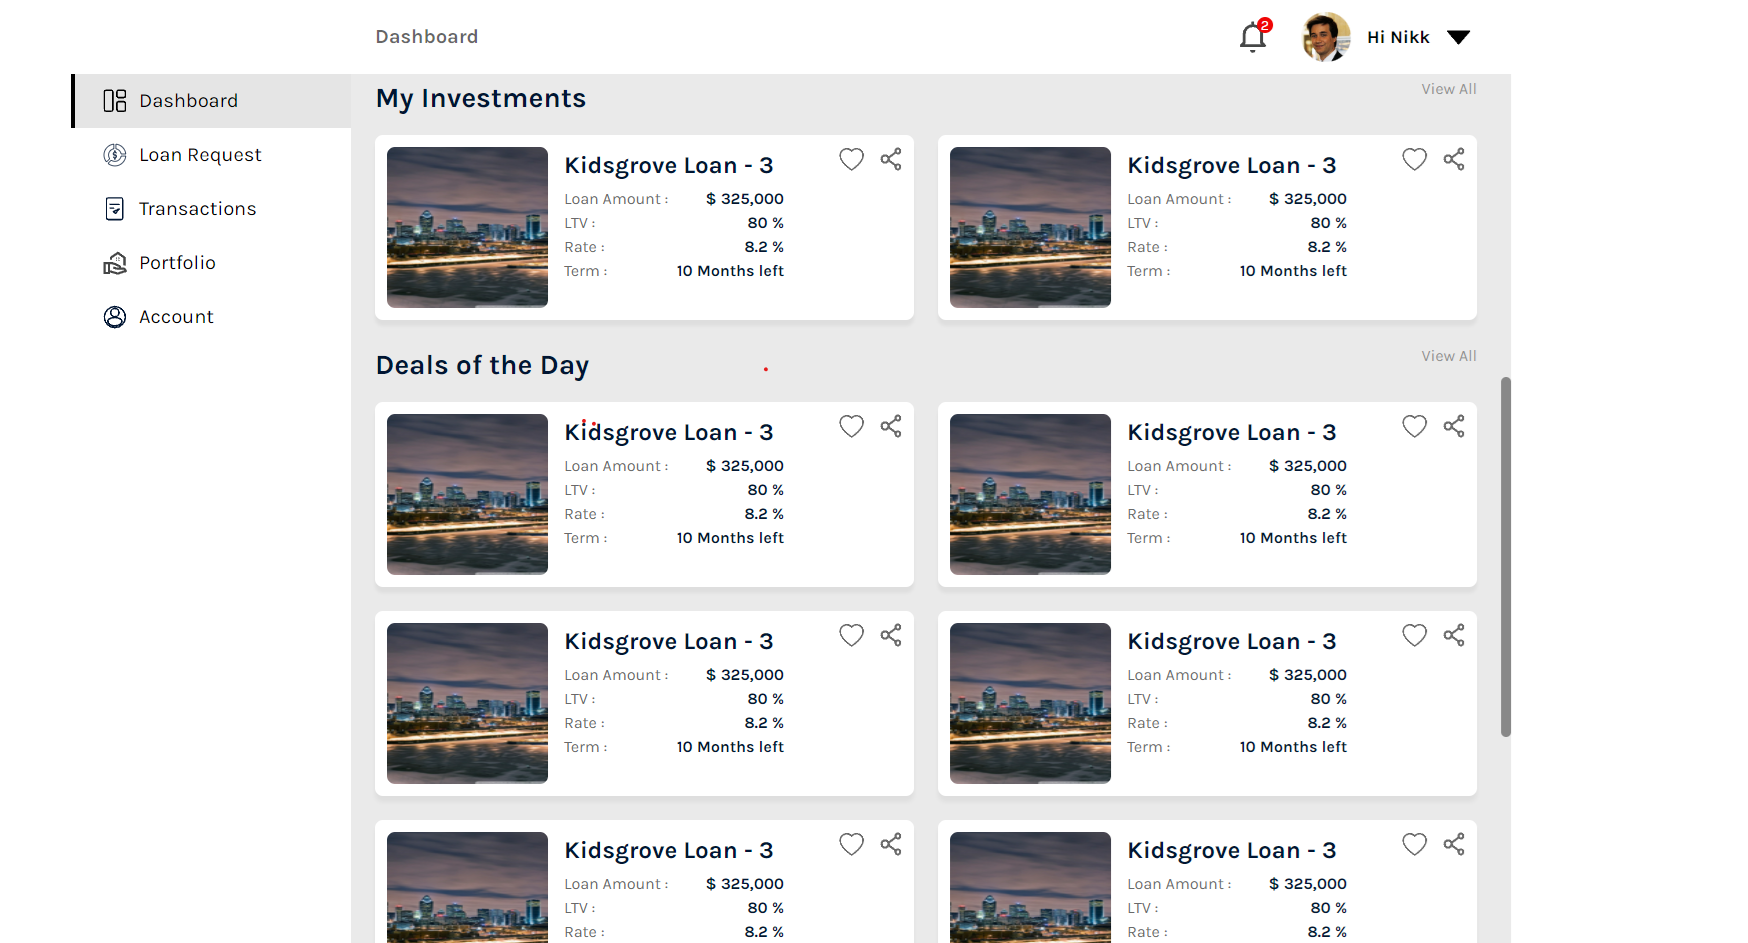 Dashboard
2
Hi Nikk
Dashboard
Loan Request
Transactions
Portfolio
Account
My Investments
View All
Kidsgrove Loan - 3
Loan Amount : $ 325,000
LTV : 80 %
Rate : 8.2 %
Term : 10 Months left
Kidsgrove Loan - 3
Loan Amount : $ 325,000
LTV : 80 %
Rate : 8.2 %
Term : 10 Months left
Deals of the Day
View All
Kidsgrove Loan - 3
Loan Amount : $ 325,000
LTV : 80 %
Rate : 8.2 %
Term : 10 Months left
Kidsgrove Loan - 3
Loan Amount : $ 325,000
LTV : 80 %
Rate : 8.2 %
Term : 10 Months left
Kidsgrove Loan - 3
Loan Amount : $ 325,000
LTV : 80 %
Rate : 8.2 %
Term : 10 Months left
Kidsgrove Loan - 3
Loan Amount : $ 325,000
LTV : 80 %
Rate : 8.2 %
Term : 10 Months left
Kidsgrove Loan - 3
Loan Amount : $ 325,000
LTV : 80 %
Rate : 8.2 %
Kidsgrove Loan - 3
Loan Amount : $ 325,000
LTV : 80 %
Rate : 8.2 %